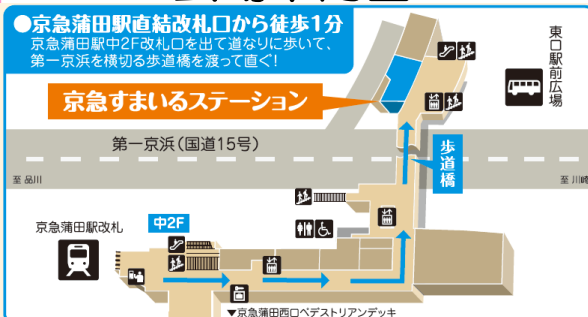 ●京急蒲田駅直結改札口から徒歩1分
京急蒲田駅中2F改札口を出て道なりに歩いて、
第一京浜を横切る歩道橋を渡って直ぐ!
京急すまいるステーション
東口駅前広場
第一京浜(国道15号)
歩道橋
至 品川
至 川崎
京急蒲田駅改札
中2F
▼京急蒲田西口ペデストリアンデッキ